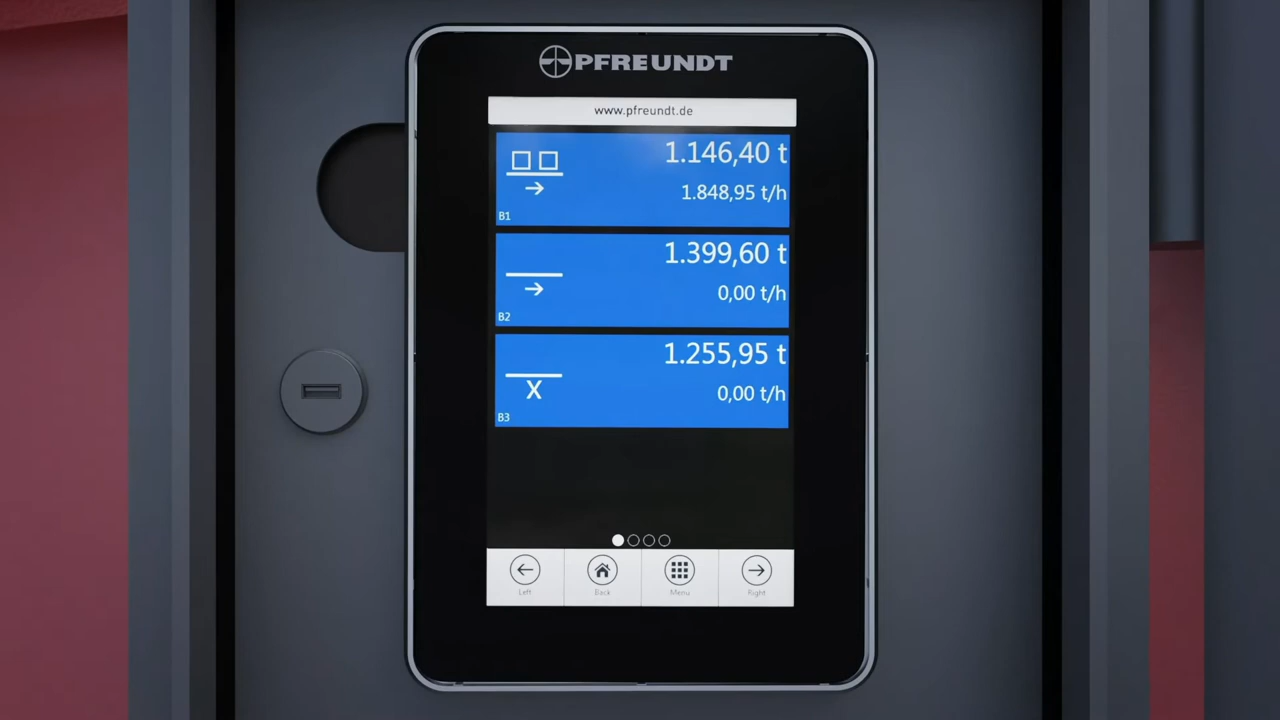 PFREUNDT
www.pfreundt.de
1.146,40 t
1.848,95 t/h
B1
1.399,60 t
0,00 t/h
B2
X
1.255,95 t
0,00 t/h
B3
Left Back Menu Right